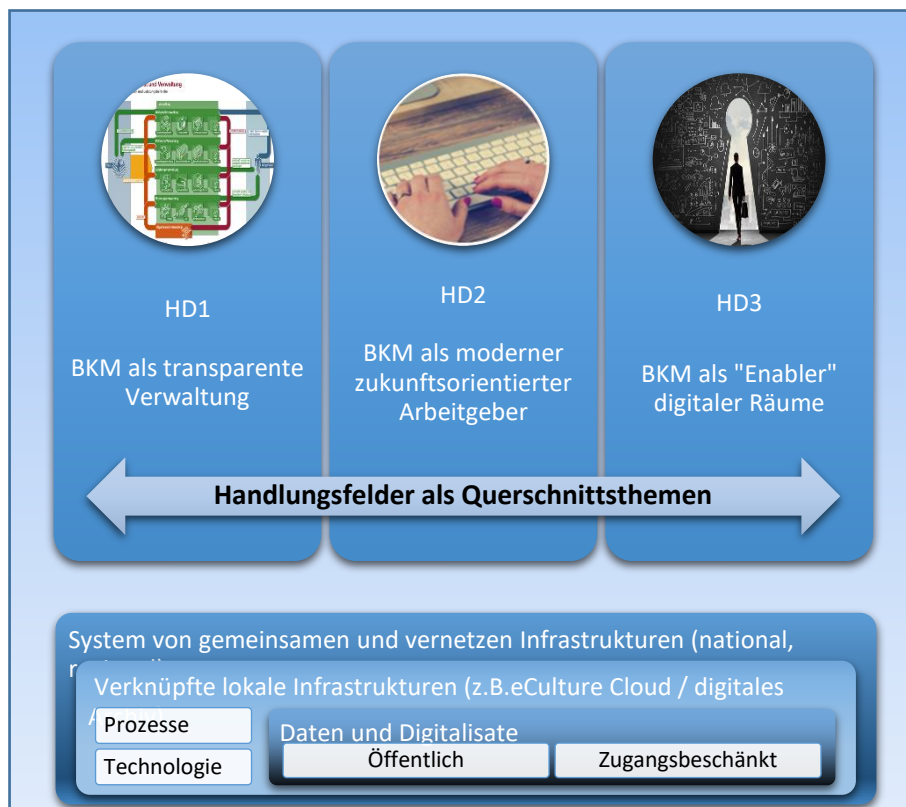 HD1
BKM als transparente
Verwaltung
HD2
BKM als moderner
zukunftsorientierter
Arbeitgeber
HD3
BKM als "Enabler"
digitaler Räume
Handlungsfelder als Querschnittsthemen
System von gemeinsamen und vernetzen Infrastrukturen (national,
Verknüpfte lokale Infrastrukturen (z.B.eCulture Cloud / digitales
Prozesse
Technologie
Daten und Digitalisate
Öffentlich
Zugangsbeschänkt